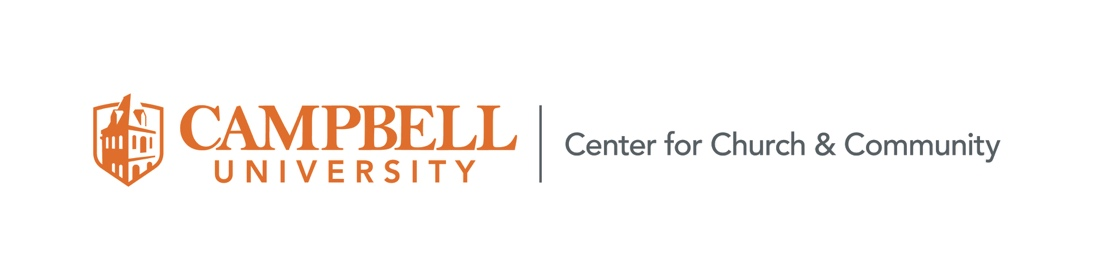 CAMPBELL
UNIVERSITY
Center for Church & Community